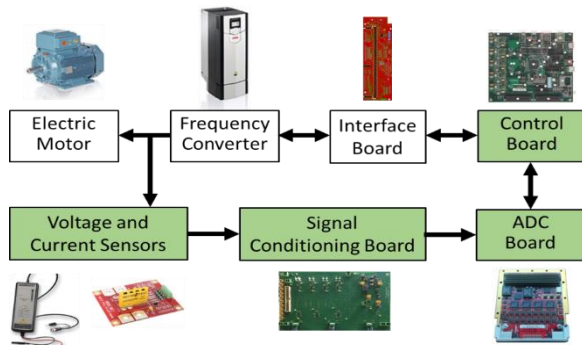 Electric
Motor
Frequency
Converter
Interface
Board
Control
Board
Voltage and
Current Sensors
Signal
Conditioning Board
ADC
Board